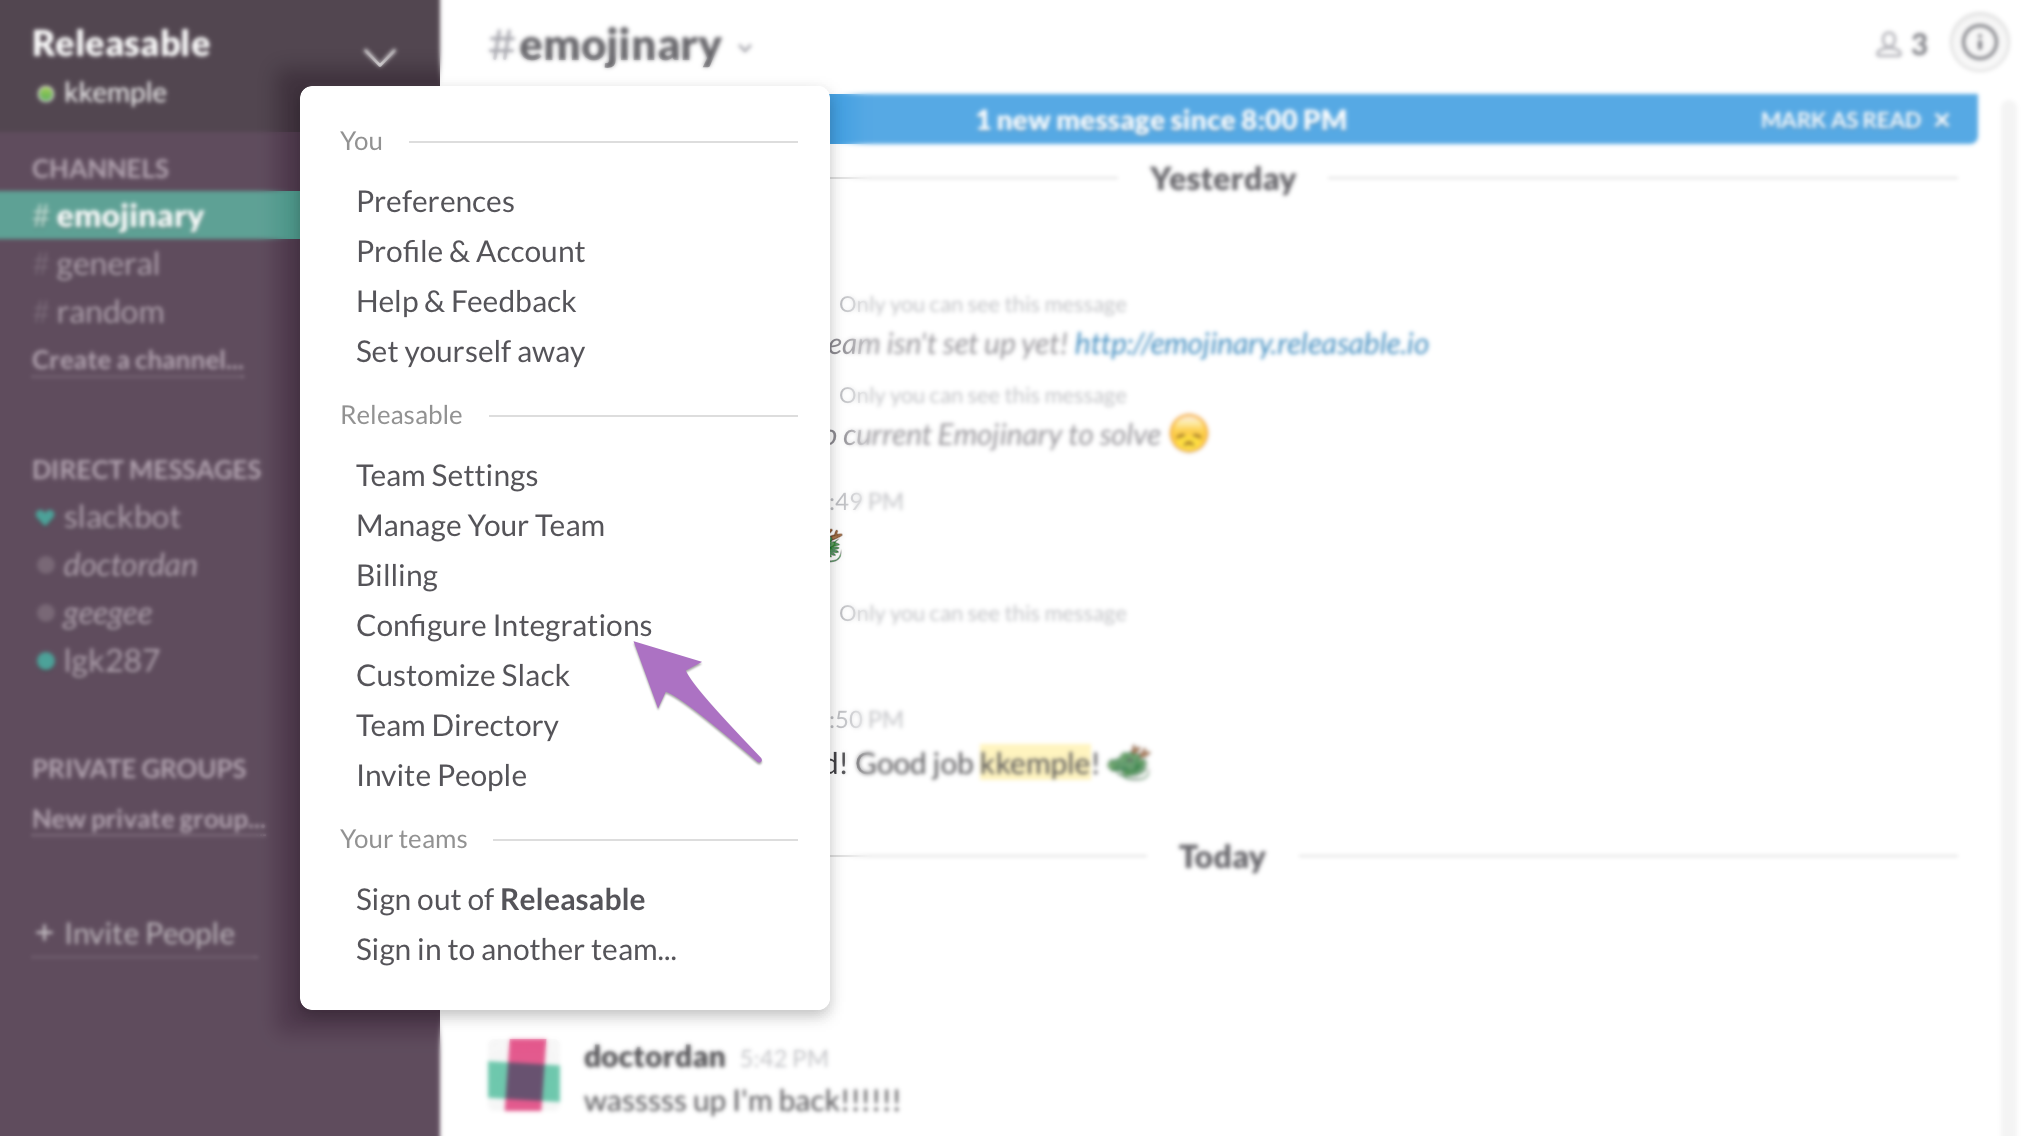 Releasable
kkemple
CHANNELS
# emojinary
# general
# random
Create a channel...
DIRECT MESSAGES
slackbot
doctordan
geegee
lgk287
PRIVATE GROUPS
New private group...
+ Invite People
You
Preferences
Profile & Account
Help & Feedback
Set yourself away
Releasable
Team Settings
Manage Your Team
Billing
Configure Integrations
Customize Slack
Team Directory
Invite People
Your teams
Sign out of Releasable
Sign in to another team...
#emojinary
3
1 new message since 8:00 PM
MARK AS READ ×
Yesterday
Only you can see this message
eam isn't set up yet! http://emojinary.releasable.io
Only you can see this message
current Emojinary to solve
:49 PM
Only you can see this message
:50 PM
d! Good job kkemple!
Today
doctordan 5:42 PM
wasssss up I'm back!!!!!!